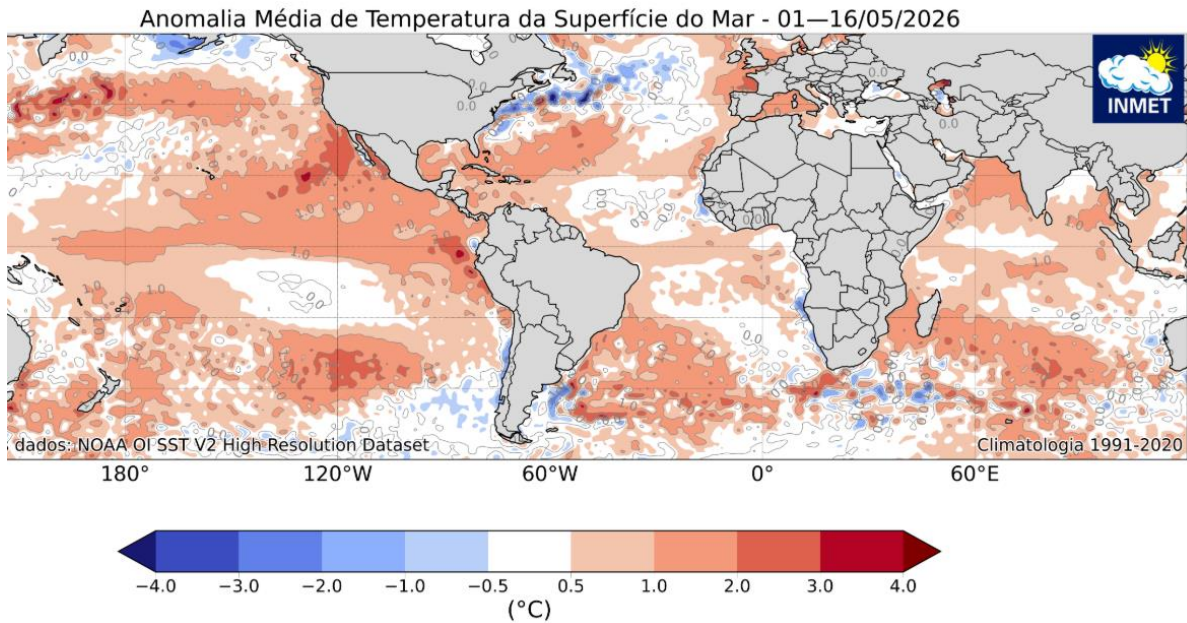 Anomalia Média de Temperatura da Superfície do Mar - 01—16/05/2026
INMET
dados: NOAA OI SST V2 High Resolution Dataset
Climatologia 1991-2020
180° 120°W 60°W 0° 60°E
−4.0 −3.0 −2.0 −1.0 −0.5 0.5 1.0 2.0 3.0 4.0
(°C)